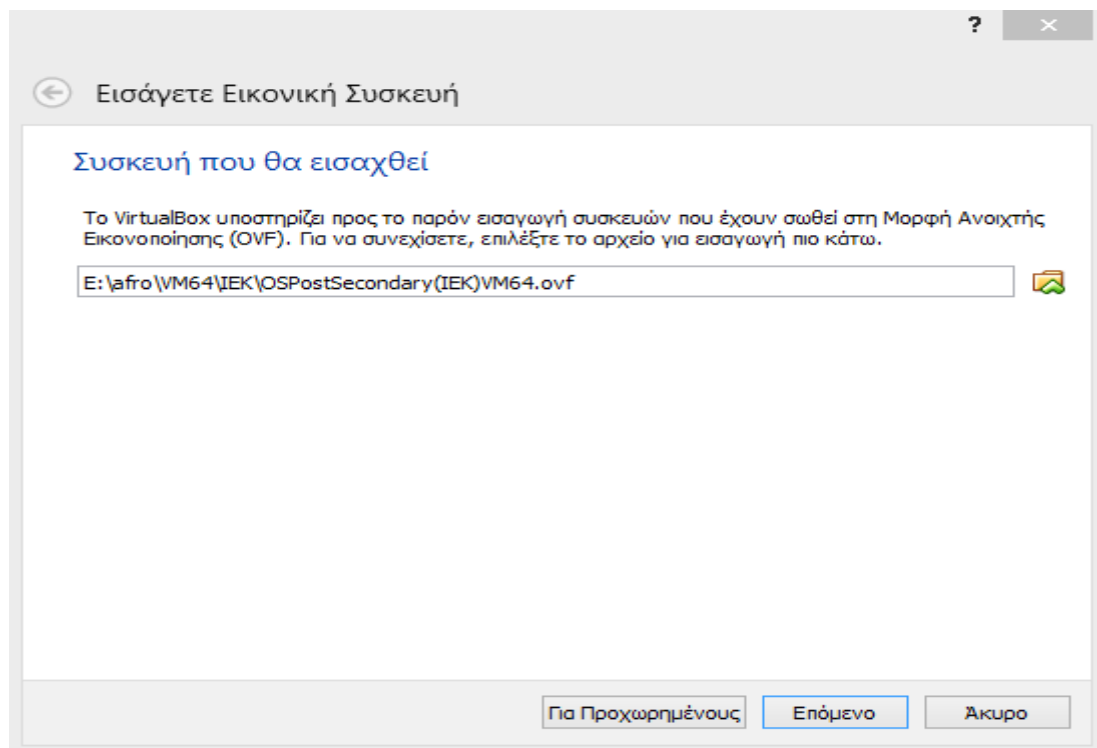 ?
Εισάγετε Εικονική Συσκευή
Συσκευή που θα εισαχθεί
Το VirtualBox υποστηρίζει προς το παρόν εισαγωγή συσκευών που έχουν σωθεί στη Μορφή Ανοιχτής
Εικονοποίησης (OVF). Για να συνεχίσετε, επιλέξτε το αρχείο για εισαγωγή πιο κάτω.
E:\afro\VM64\IEK\OSPostSecondary(IEK)VM64.ovf
Για Προχωρημένους Επόμενο Άκυρο